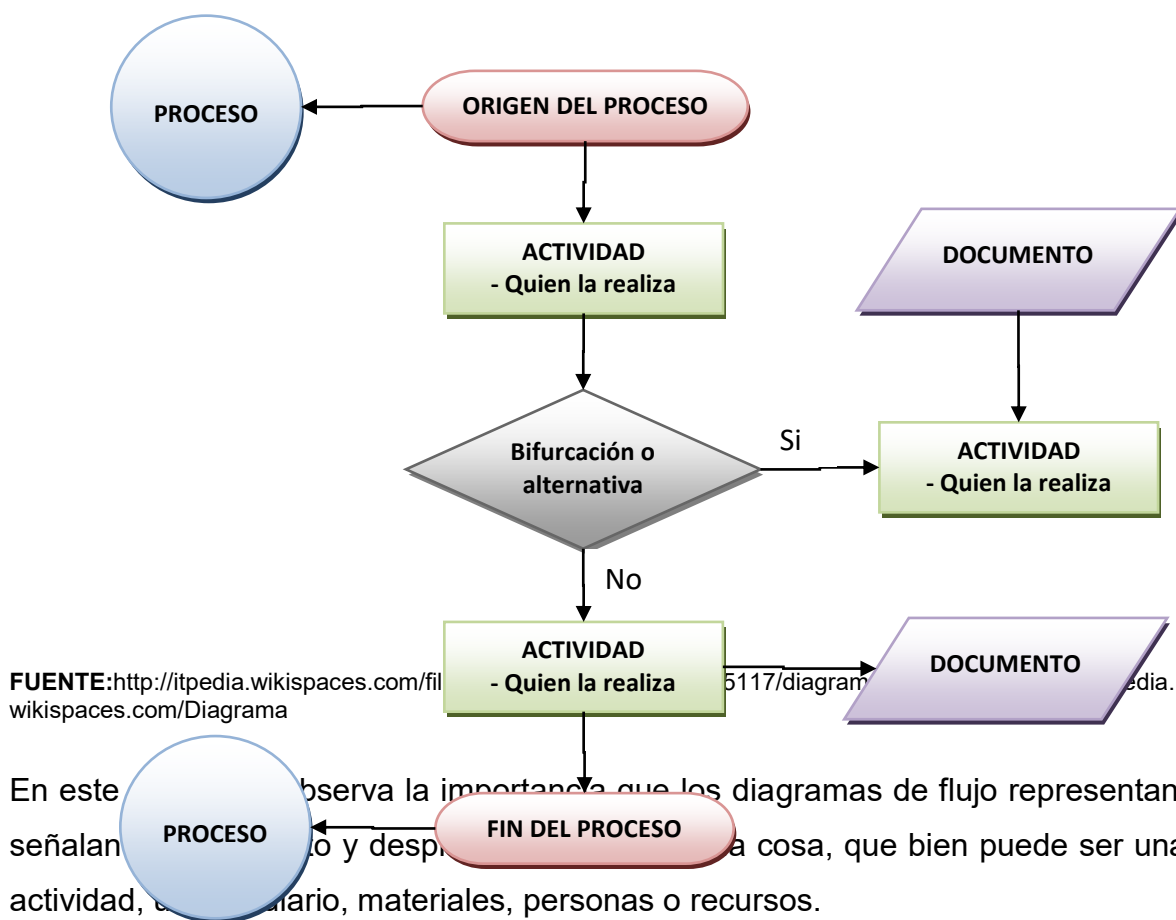 PROCESO
ORIGEN DEL PROCESO
ACTIVIDAD
- Quien la realiza
DOCUMENTO
Bifurcación o
alternativa
Si
ACTIVIDAD
- Quien la realiza
No
ACTIVIDAD
- Quien la realiza
DOCUMENTO
FUENTE:http://itpedia.wikispaces.com/fil 5117/diagram edia.
wikispaces.com/Diagrama
PROCESO
FIN DEL PROCESO
En este observa la importancia que los diagramas de flujo representan
señalan y cosa, que bien puede ser una
actividad, materiales, personas o recursos.